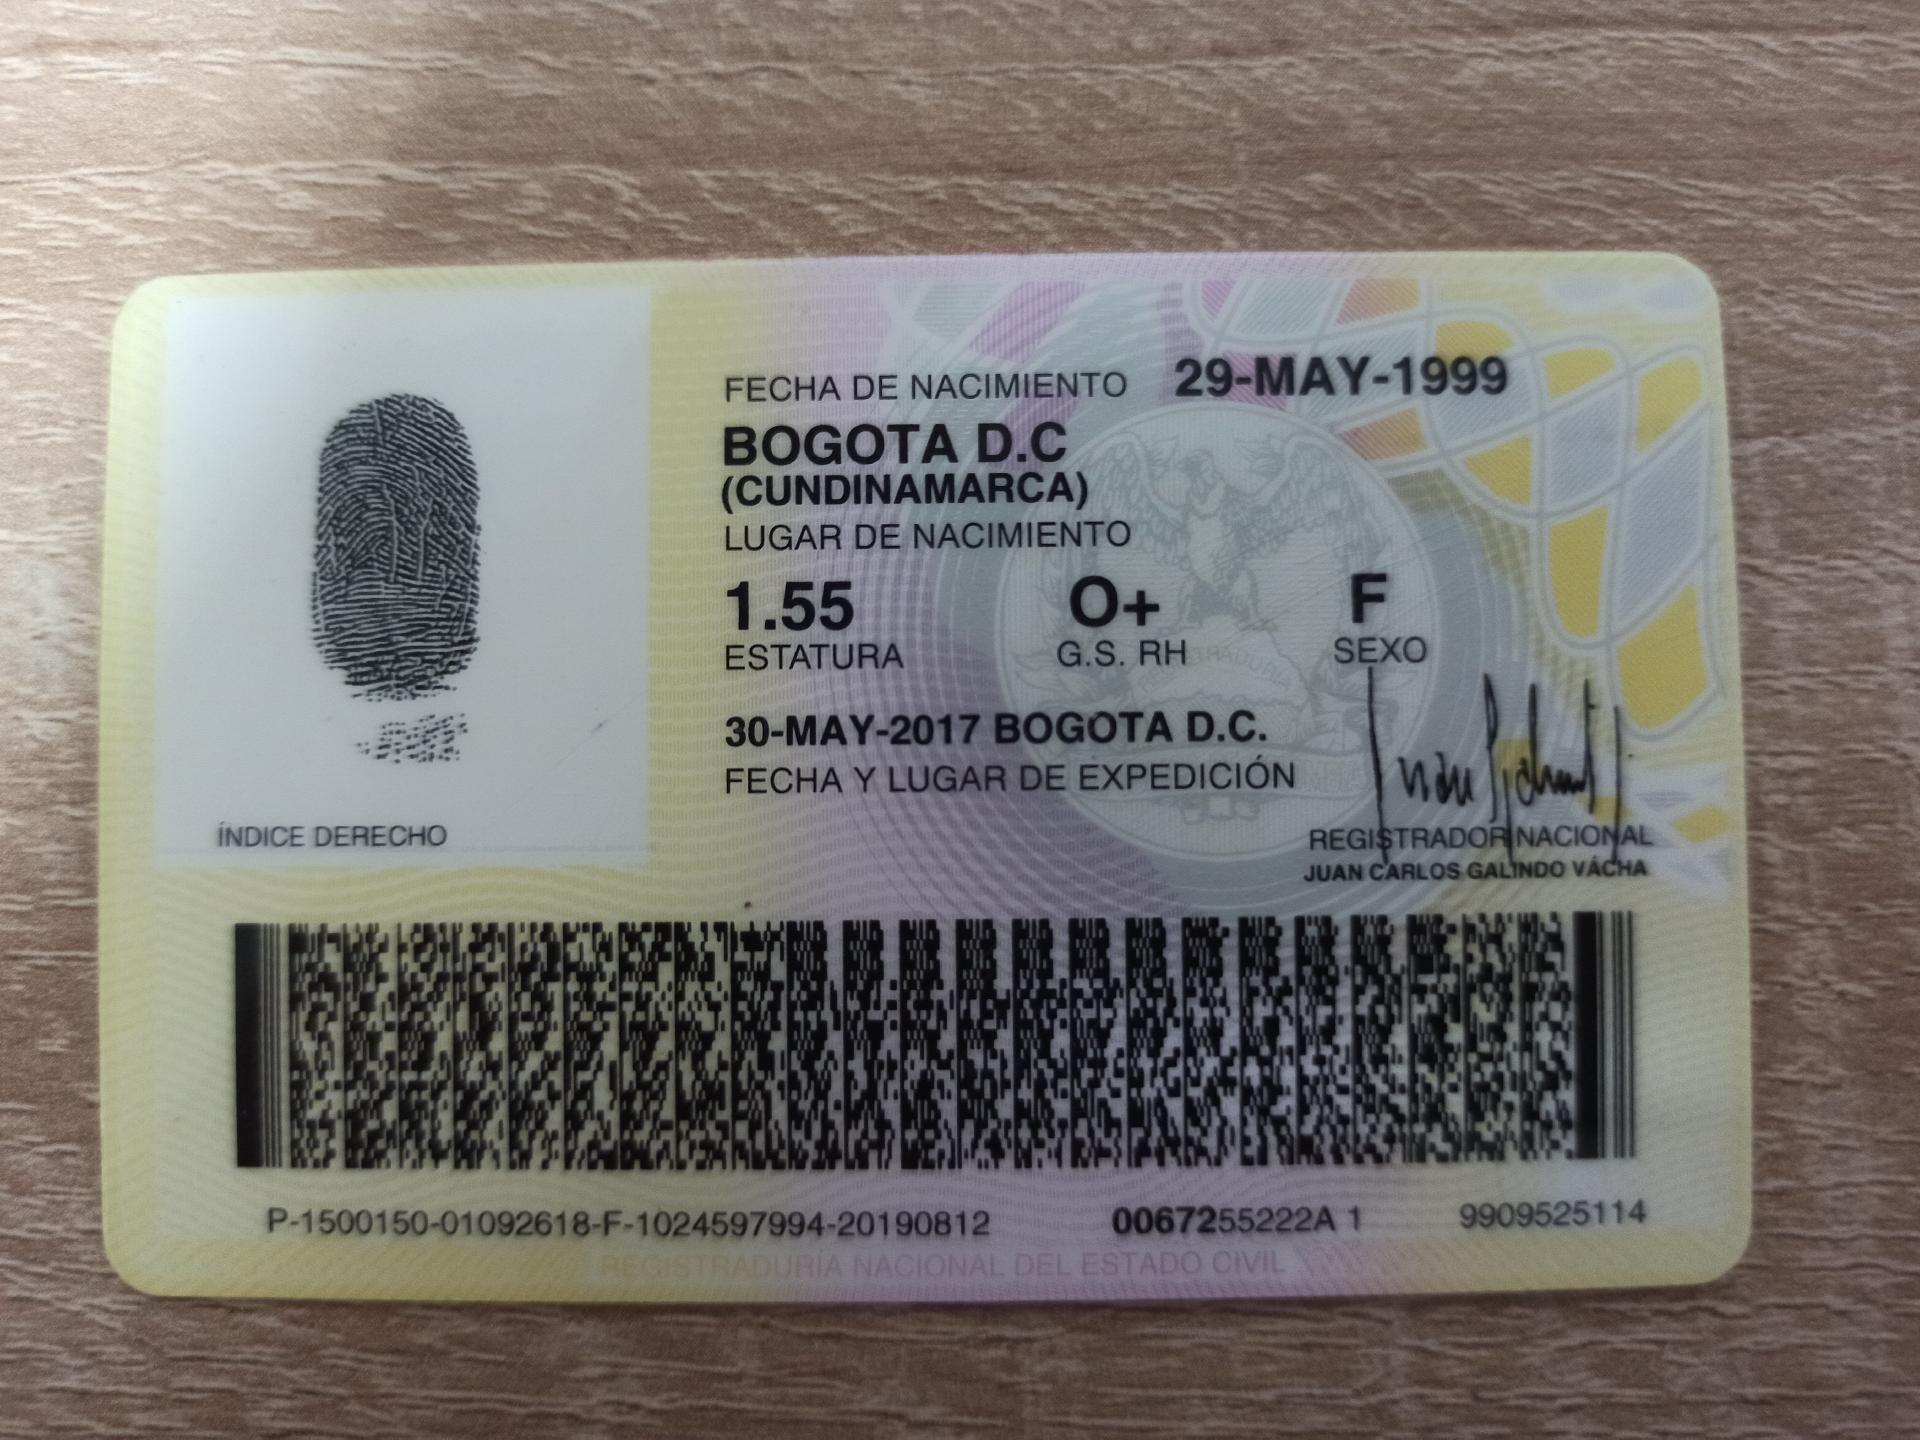 FECHA DE NACIMIENTO 29-MAY-1999
BOGOTA D.C
(CUNDINAMARCA)
LUGAR DE NACIMIENTO
1.55 O+ F
ESTATURA G.S. RH SEXO
30-MAY-2017 BOGOTA D.C.
FECHA Y LUGAR DE EXPEDICIÓN
ÍNDICE DERECHO
REGISTRADOR NACIONAL
JUAN CARLOS GALINDO VÁCHA
P-1500150-01092618-F-1024597994-20190812 0067255222A 1 9909525114
REGISTRADURÍA NACIONAL DEL ESTADO CIVIL